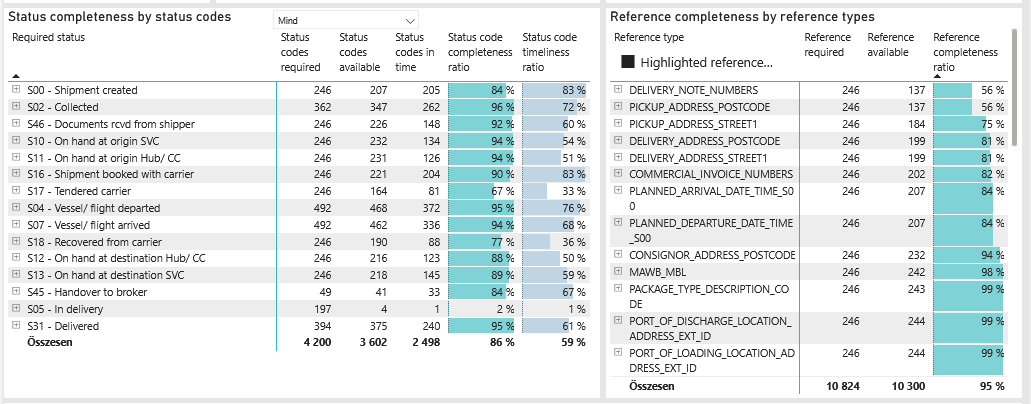 Status completeness by status codes
Mind
Required status Status codes required Status codes available Status codes in time Status code completeness ratio Status code timeliness ratio
S00 - Shipment created 246 207 205 84 % 83 %
S02 - Collected 362 347 262 96 % 72 %
S46 - Documents rcvd from shipper 246 226 148 92 % 60 %
S10 - On hand at origin SVC 246 232 134 94 % 54 %
S11 - On hand at origin Hub/ CC 246 231 126 94 % 51 %
S16 - Shipment booked with carrier 246 221 204 90 % 83 %
S17 - Tendered carrier 246 164 81 67 % 33 %
S04 - Vessel/ flight departed 492 468 372 95 % 76 %
S07 - Vessel/ flight arrived 492 462 336 94 % 68 %
S18 - Recovered from carrier 246 190 88 77 % 36 %
S12 - On hand at destination Hub/ CC 246 216 123 88 % 50 %
S13 - On hand at destination SVC 246 218 145 89 % 59 %
S45 - Handover to broker 49 41 33 84 % 67 %
S05 - In delivery 197 4 1 2 % 1 %
S31 - Delivered 394 375 240 95 % 61 %
Összesen 4 200 3 602 2 498 86 % 59 %
Reference completeness by reference types
Reference type Reference required Reference available Reference completeness ratio
Highlighted reference...
DELIVERY_NOTE_NUMBERS 246 137 56 %
PICKUP_ADDRESS_POSTCODE 246 137 56 %
PICKUP_ADDRESS_STREET1 246 184 75 %
DELIVERY_ADDRESS_POSTCODE 246 199 81 %
DELIVERY_ADDRESS_STREET1 246 199 81 %
COMMERCIAL_INVOICE_NUMBERS 246 202 82 %
PLANNED_ARRIVAL_DATE_TIME_S0 246 207 84 %
0
PLANNED_DEPARTURE_DATE_TIME 246 207 84 %
_S00
CONSIGNOR_ADDRESS_POSTCODE 246 232 94 %
MAWB_MBL 246 242 98 %
PACKAGE_TYPE_DESCRIPTION_CO 246 243 99 %
DE
PORT_OF_DISCHARGE_LOCATION_ 246 244 99 %
ADDRESS_EXT_ID
PORT_OF_LOADING_LOCATION_AD 246 244 99 %
DRESS_EXT_ID
Összesen 10 824 10 300 95 %